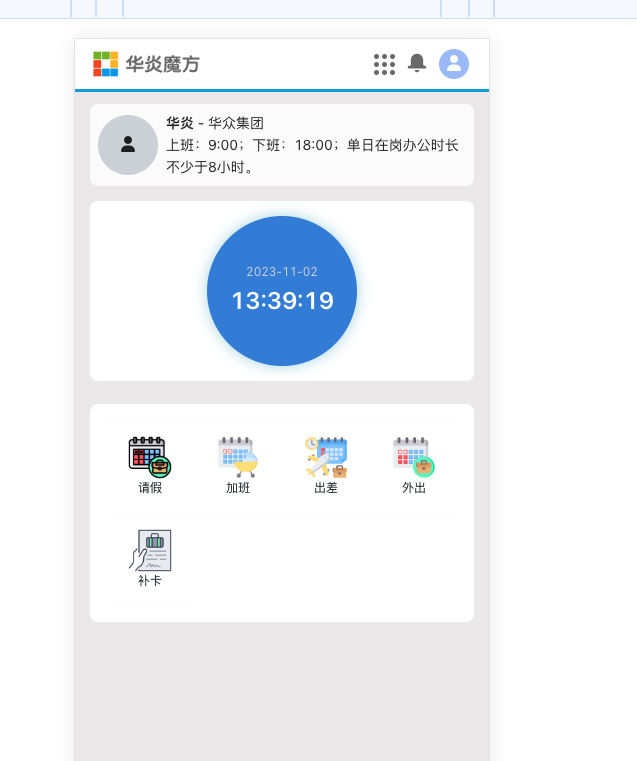 华炎魔方
华炎 - 华众集团
上班：9:00；下班：18:00；单日在岗办公时长
不少于8小时。
2023-11-02
13:39:19
请假
加班
出差
外出
补卡